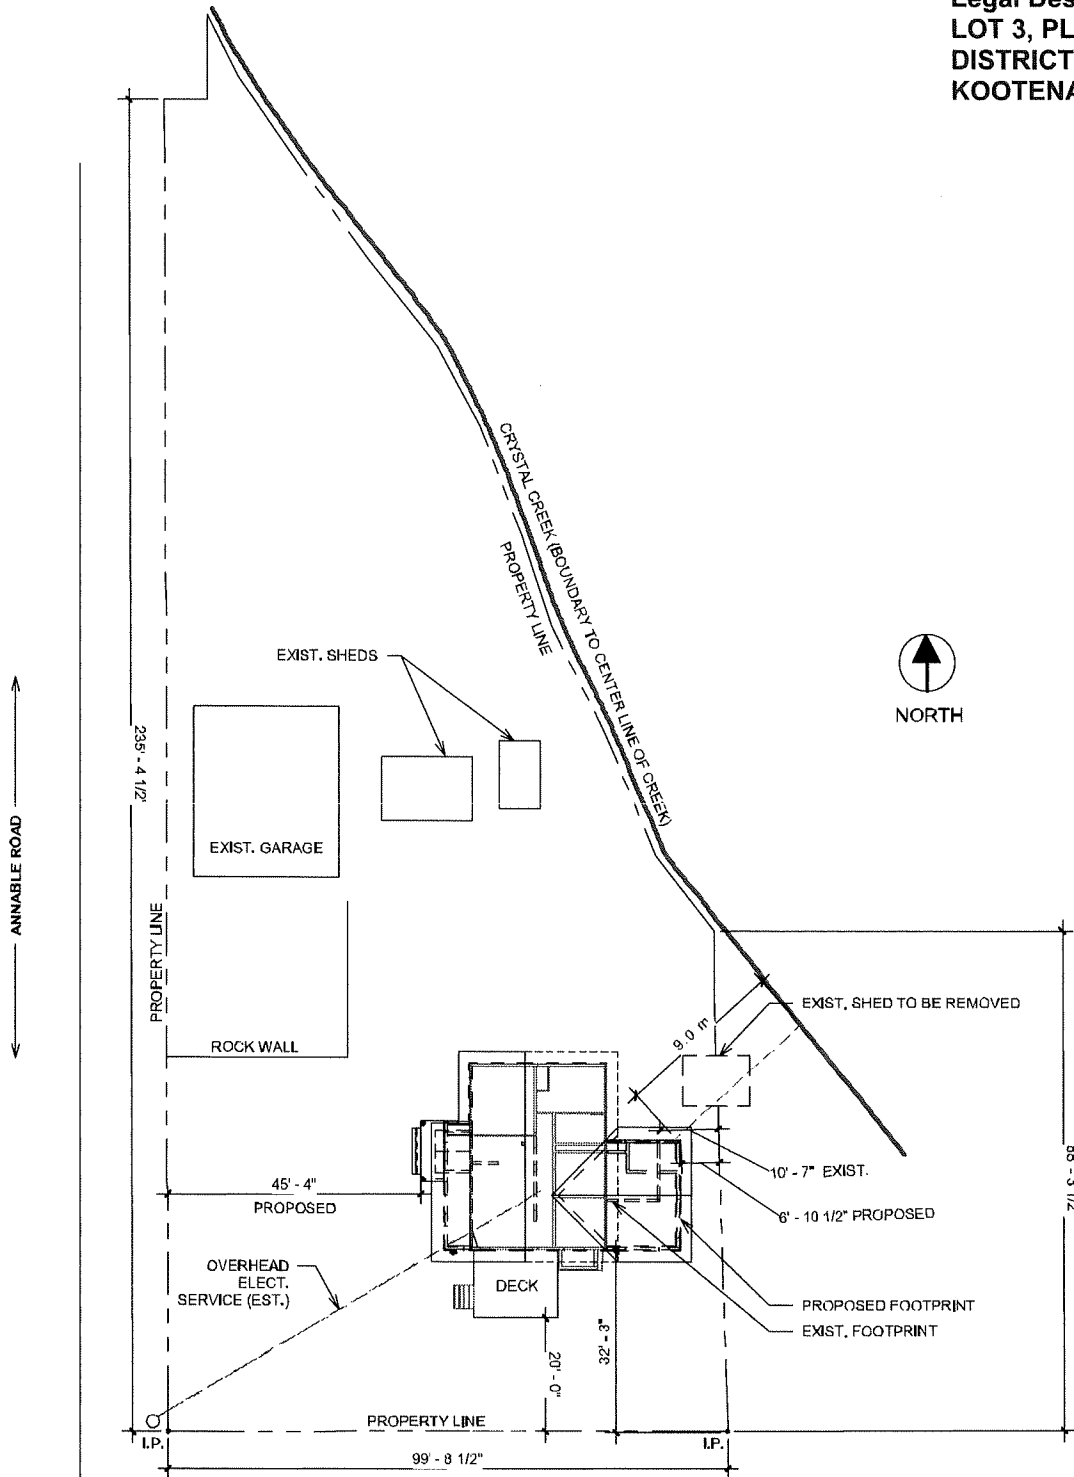 Legal Des
LOT 3, PL
DISTRICT
KOOTENA
CRYSTAL CREEK (BOUNDARY TO CENTER LINE OF CREEK)
PROPERTY LINE
EXIST. SHEDS
NORTH
235' - 4 1/2"
EXIST. GARAGE
ANNABLE ROAD
PROPERTY LINE
EXIST. SHED TO BE REMOVED
9.0 m
ROCK WALL
10' - 7" EXIST.
45' - 4"
PROPOSED
6' - 10 1/2" PROPOSED
OVERHEAD
ELECT.
SERVICE (EST.)
DECK
PROPOSED FOOTPRINT
EXIST. FOOTPRINT
20' - 0"
32' - 3"
PROPERTY LINE
I.P.
I.P.
99' - 8 1/2"